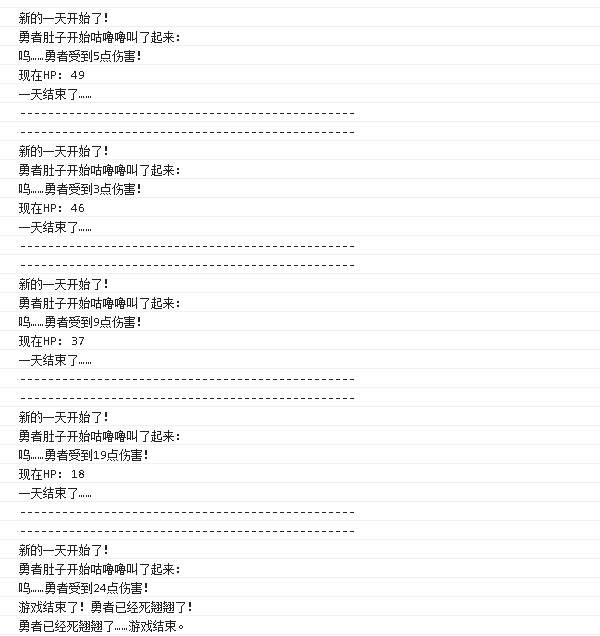 新的一天开始了!
勇者肚子开始咕噜噜叫了起来:
呜……勇者受到5点伤害!
现在HP: 49
一天结束了……
------------------------------------------------
------------------------------------------------
新的一天开始了!
勇者肚子开始咕噜噜叫了起来:
呜……勇者受到3点伤害!
现在HP: 46
一天结束了……
------------------------------------------------
------------------------------------------------
新的一天开始了!
勇者肚子开始咕噜噜叫了起来:
呜……勇者受到9点伤害!
现在HP: 37
一天结束了……
------------------------------------------------
------------------------------------------------
新的一天开始了!
勇者肚子开始咕噜噜叫了起来:
呜……勇者受到19点伤害!
现在HP: 18
一天结束了……
------------------------------------------------
------------------------------------------------
新的一天开始了!
勇者肚子开始咕噜噜叫了起来:
呜……勇者受到24点伤害!
游戏结束了! 勇者已经死翘翘了!
勇者已经死翘翘了……游戏结束。